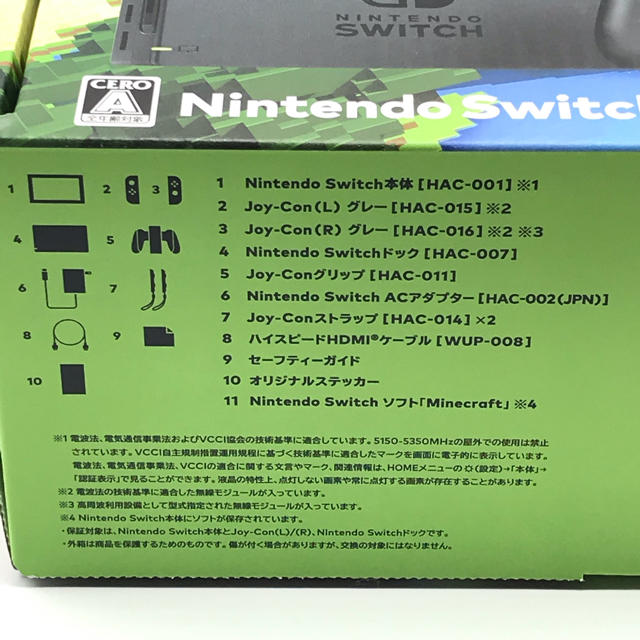 NINTENDO
SWITCH
CERO
A
全年齢対象
Nintendo Switch
1
2
3
4
5
6
7
8
9
10
1 Nintendo Switch本体 [HAC-001] ※1
2 Joy-Con(L) グレー [HAC-015] ※2
3 Joy-Con(R) グレー [HAC-016] ※2 ※3
4 Nintendo Switchドック [HAC-007]
5 Joy-Conグリップ [HAC-011]
6 Nintendo Switch ACアダプター [HAC-002(JPN)]
7 Joy-Conストラップ [HAC-014] ×2
8 ハイスピードHDMI®ケーブル [WUP-008]
9 セーフティーガイド
10 オリジナルステッカー
11 Nintendo Switch ソフト「Minecraft」 ※4
※1 電波法、電気通信事業法およびVCCI協会の技術基準に適合しています。5150-5350MHzの屋外での使用は禁止
されています。VCCI自主規制措置運用規程に基づく技術基準に適合したマークを画面に電子的に表示しています。
電波法、電気通信事業法、VCCIの適合に関する文言やマーク、関連情報は、HOMEメニューの(設定)→「本体」→
「認証表示」で見ることができます。液晶の特性上、点灯しない画素や常に点灯する画素が存在することがあります。
※2 電波法の技術基準に適合した無線モジュールが入っています。
※3 高周波利用設備として型式指定された無線モジュールが入っています。
※4 Nintendo Switch本体にソフトが保存されています。
・保証対象は、Nintendo Switch本体とJoy-Con(L)/(R)、Nintendo Switchドックです。
・外箱は商品を保護するためのものです。傷が付く場合がありますが、交換の対象にはなりません。